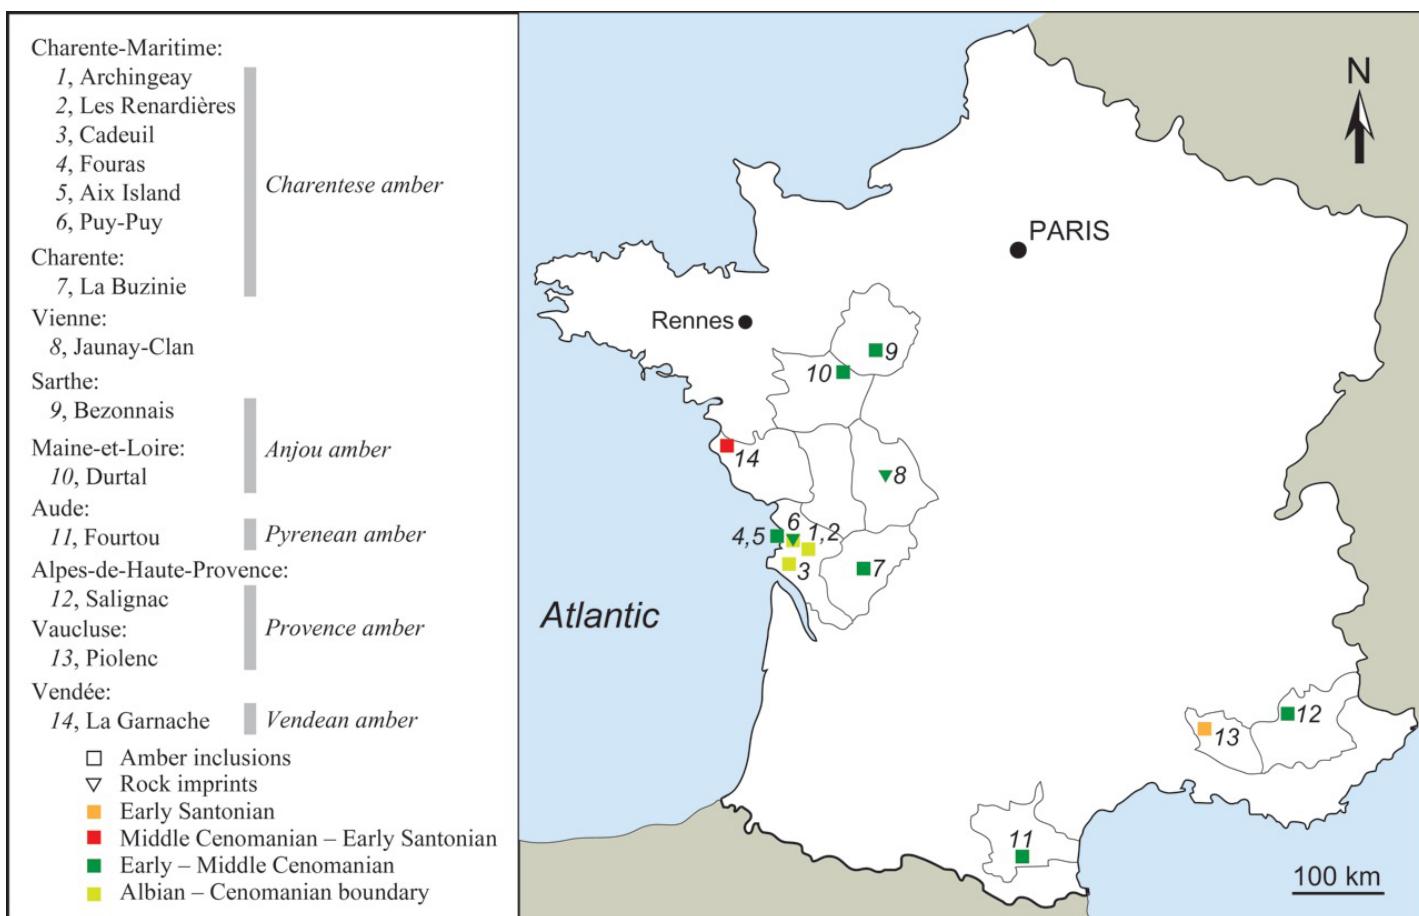 Charente-Maritime:
1, Archingeay
2, Les Renardières
3, Cadeuil
4, Fouras
5, Aix Island
6, Puy-Puy
Charentese amber
Charente:
7, La Buzinie
Vienne:
8, Jaunay-Clan
Sarthe:
9, Bezonnais
Anjou amber
Maine-et-Loire:
10, Durtal
Aude:
11, Fourtou
Pyrenean amber
Alpes-de-Haute-Provence:
12, Salignac
Provence amber
Vaucluse:
13, Piolenc
Vendée:
14, La Garnache
Vendean amber
Amber inclusions
Rock imprints
Early Santonian
Middle Cenomanian – Early Santonian
Early – Middle Cenomanian
Albian – Cenomanian boundary
N
PARIS
Rennes
9
10
14
8
6
4,5
1,2
3
7
Atlantic
12
13
11
100 km